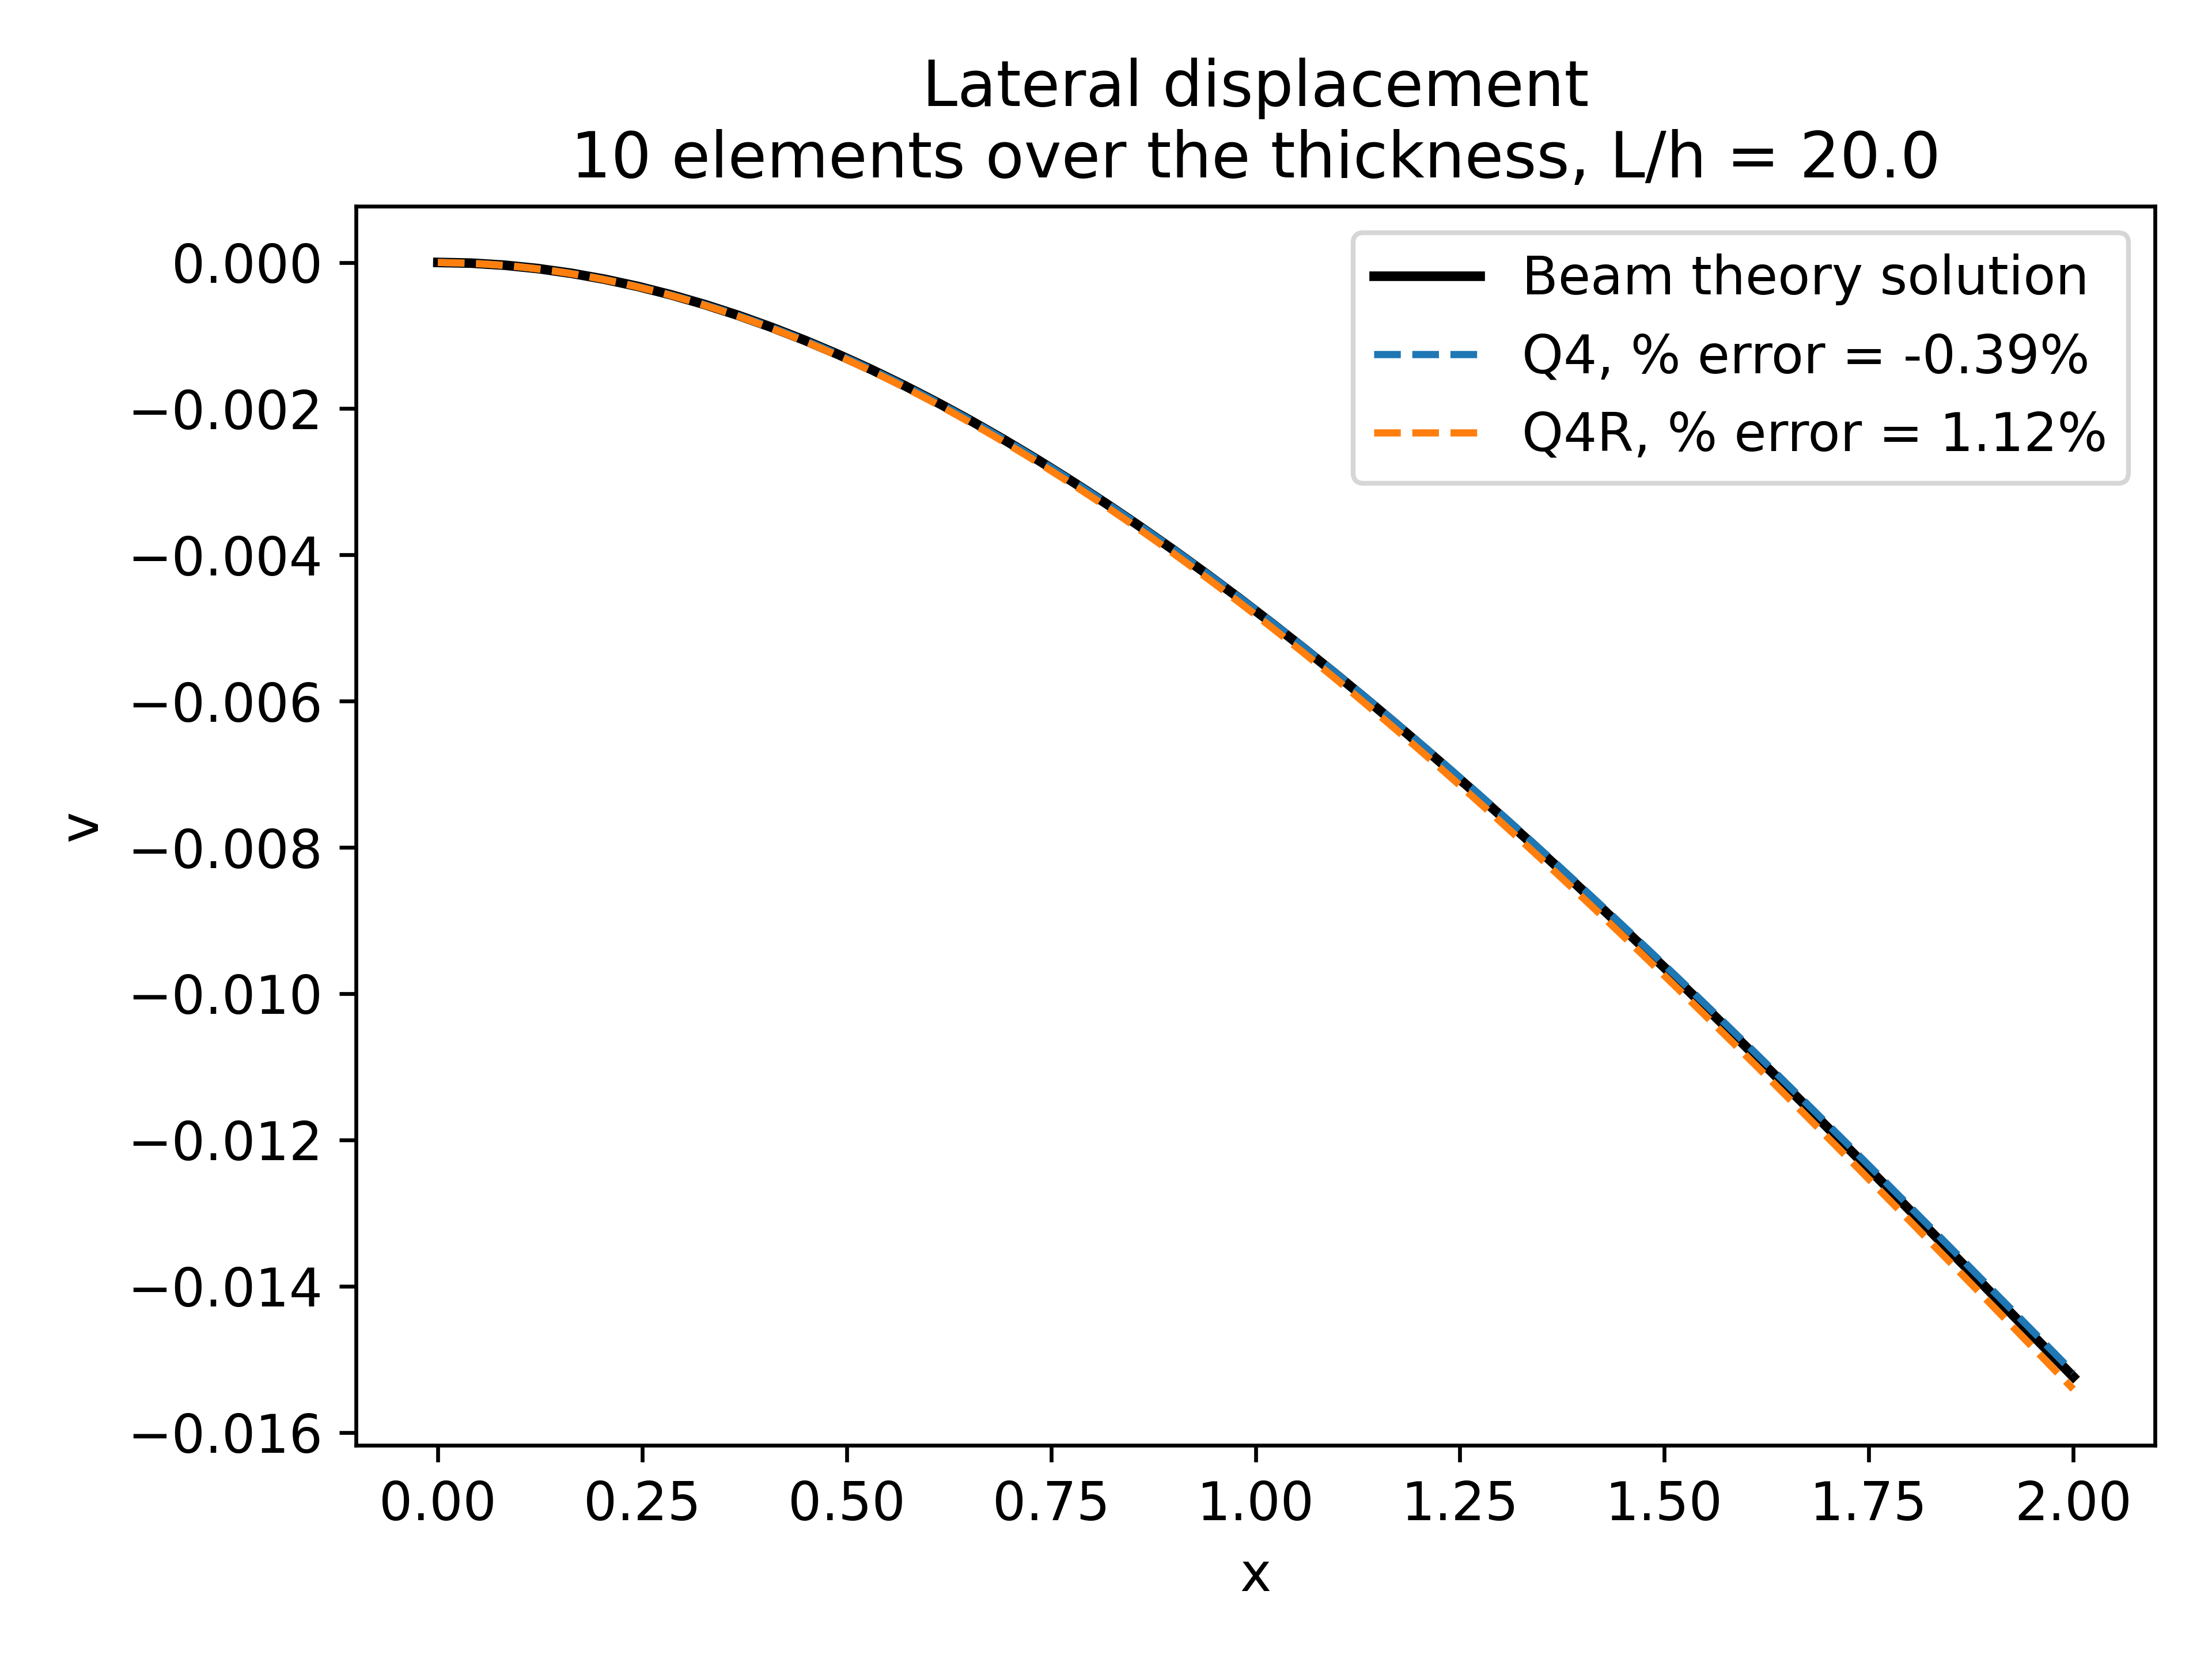 Lateral displacement
10 elements over the thickness, L/h = 20.0
Beam theory solution
Q4, % error = -0.39%
Q4R, % error = 1.12%
0.000
−0.002
−0.004
−0.006
−0.008
−0.010
−0.012
−0.014
−0.016
v
0.00 0.25 0.50 0.75 1.00 1.25 1.50 1.75 2.00
x